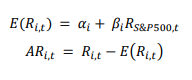 E(R_{i,t}) = α_i + β_i R_{S&P500,t}
AR_{i,t} = R_{i,t} − E(R_{i,t})